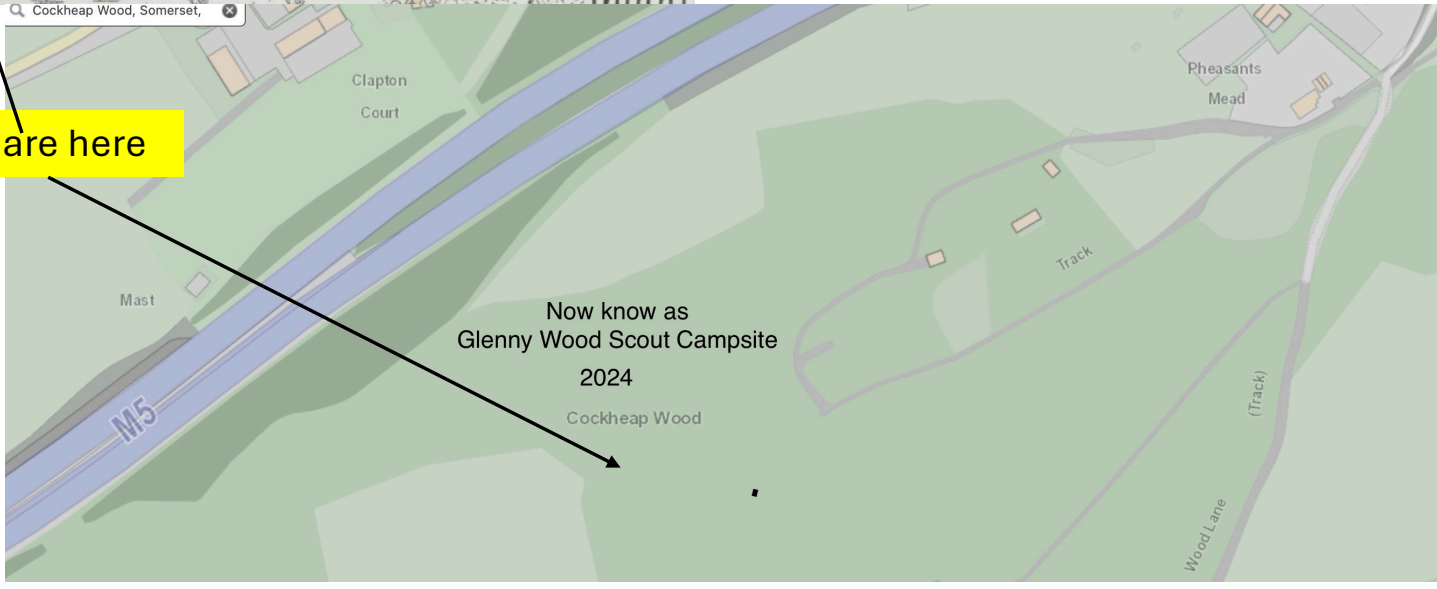 Cockheap Wood, Somerset,
Clapton
Court
Pheasants
Mead
are here
Track
Mast
Now know as
Glenny Wood Scout Campsite
2024
M5
Cockheap Wood
(Track)
Wood Lane